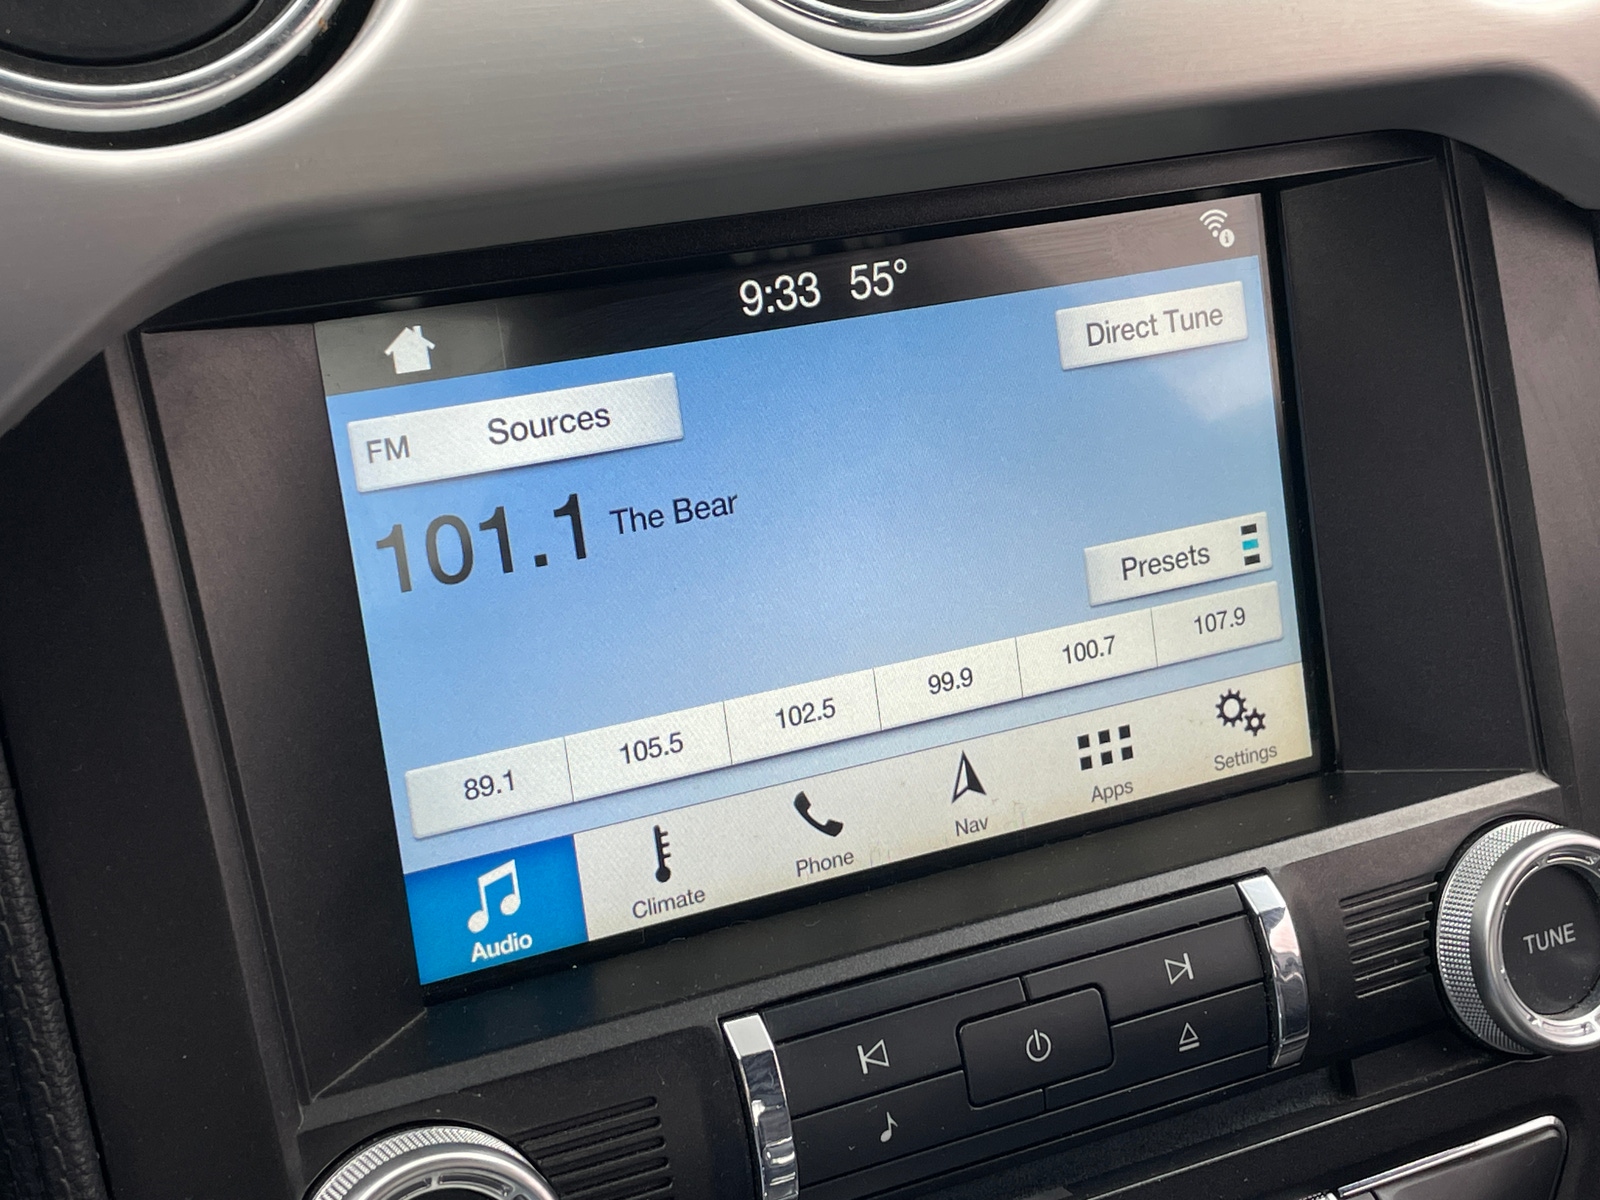 9:33 55°
Direct Tune
FM Sources
101.1 The Bear
Presets
89.1 105.5 102.5 99.9 100.7 107.9
Audio Climate Phone Nav Apps Settings
TUNE